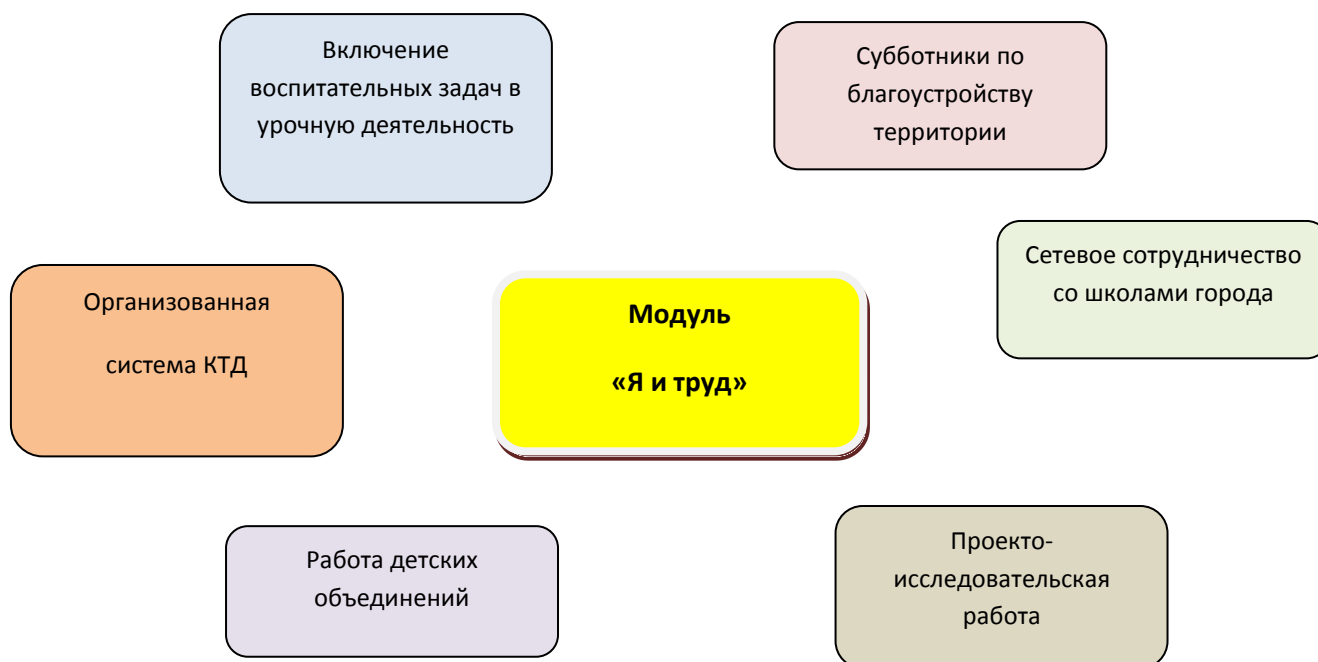 Включение
воспитательных задач в
урочную деятельность
Субботники по
благоустройству
территории
Сетевое сотрудничество
со школами города
Организованная
система КТД
Модуль
«Я и труд»
Работа детских
объединений
Проекто-
исследовательская
работа